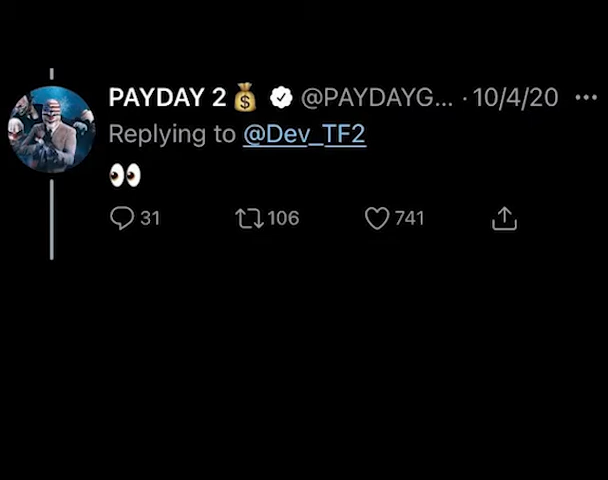 PAYDAY 2💰 @PAYDAYG... · 10/4/20 ...
Replying to @Dev_TF2
👀
31 106 741